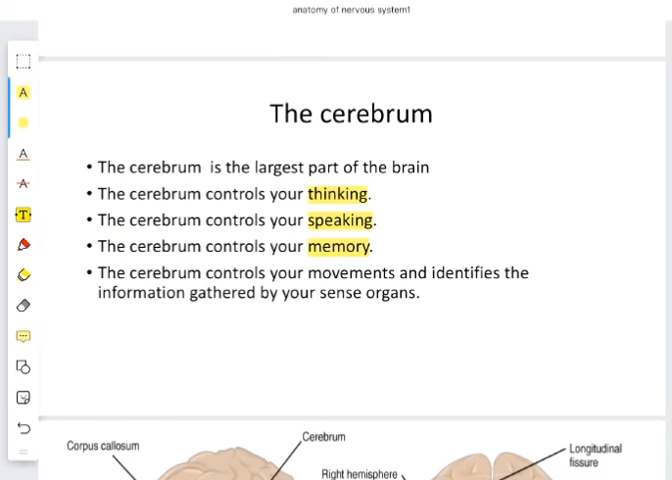 anatomy of nervous system1
A
A
A
T
The cerebrum
• The cerebrum is the largest part of the brain
• The cerebrum controls your thinking.
• The cerebrum controls your speaking.
• The cerebrum controls your memory.
• The cerebrum controls your movements and identifies the
information gathered by your sense organs.
Corpus callosum
Cerebrum
Right hemisphere
Longitudinal
fissure